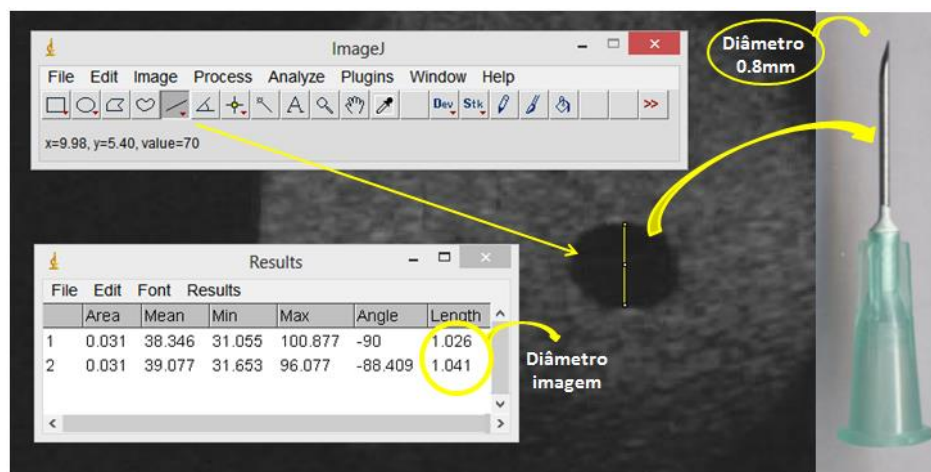 ImageJ
File Edit Image Process Analyze Plugins Window Help
A Dev Stk >>
x=9.98, y=5.40, value=70
Diâmetro
0.8mm
Results
File Edit Font Results
Area Mean Min Max Angle Length
1 0.031 38.346 31.055 100.877 -90 1.026
2 0.031 39.077 31.653 96.077 -88.409 1.041
Diâmetro
imagem